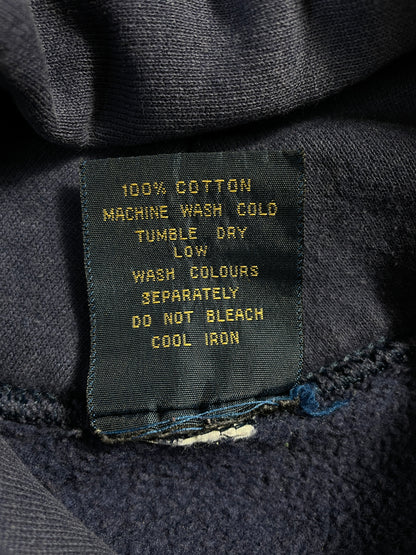 100% COTTON
MACHINE WASH COLD
TUMBLE DRY
LOW
WASH COLOURS
SEPARATELY
DO NOT BLEACH
COOL IRON